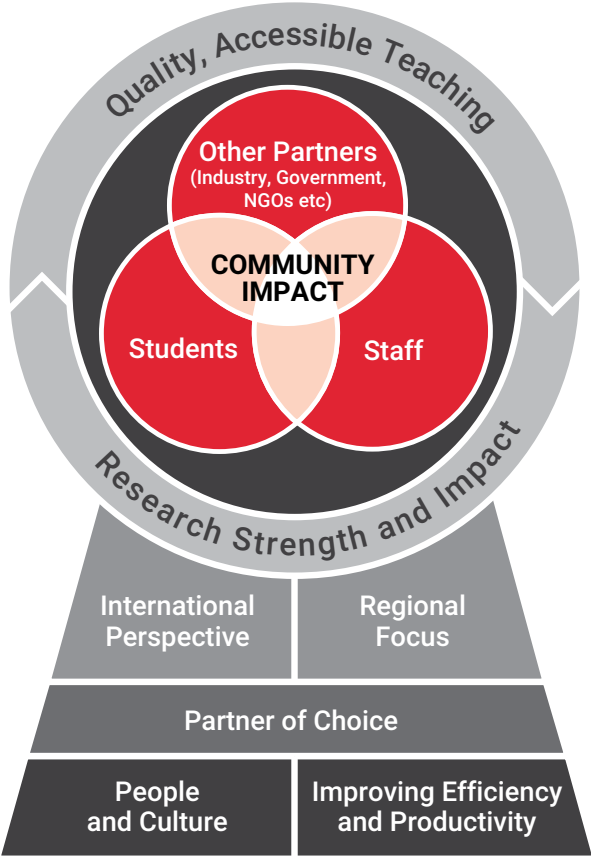 Quality, Accessible Teaching
Other Partners
(Industry, Government,
NGOs etc)
COMMUNITY
IMPACT
Students
Staff
Research Strength and Impact
International
Perspective
Regional
Focus
Partner of Choice
People
and Culture
Improving Efficiency
and Productivity